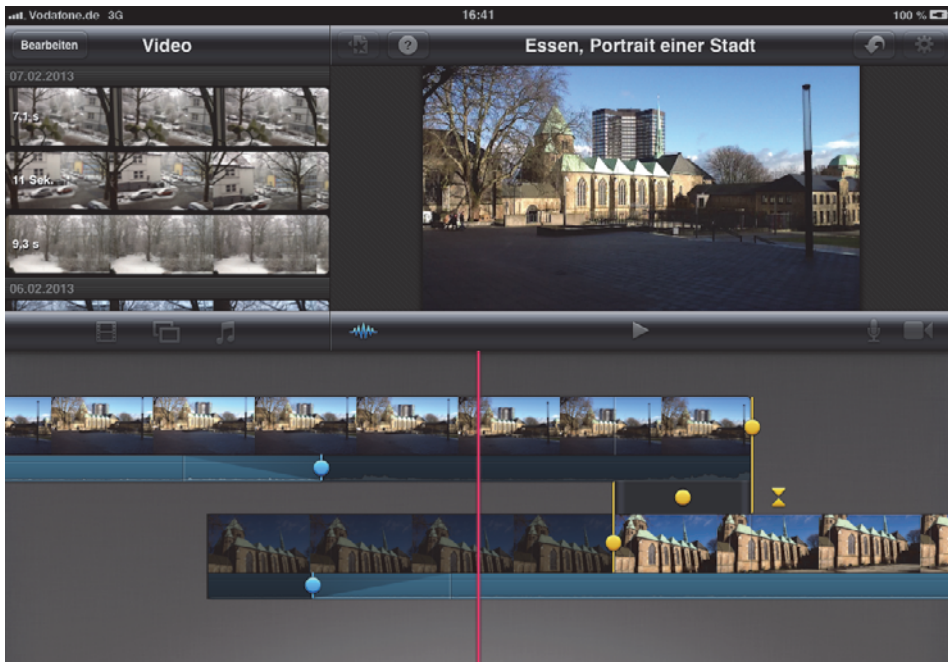 Vodafone.de 3G
16:41
100 %
Bearbeiten
Video
?
Essen, Portrait einer Stadt
07.02.2013
7,1 s
11 Sek.
9,3 s
06.02.2013